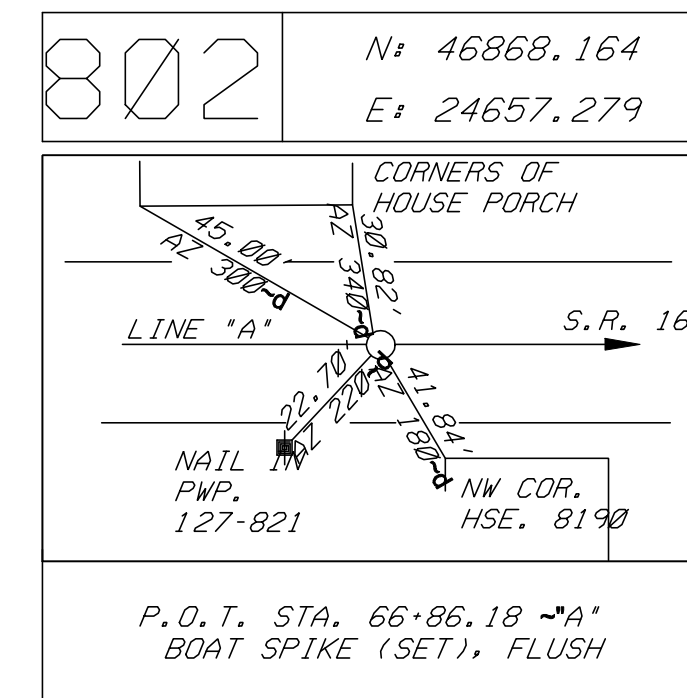 802
N: 46868.164
E: 24657.279
CORNERS OF
HOUSE PORCH
45.00'
AZ 300~d
30.82'
AZ 340~d
LINE "A"
S.R. 16
22.70'
AZ 220~d
41.84'
AZ 180~d
NAIL IN
PWP.
127-821
NW COR.
HSE. 8190
P.O.T. STA. 66+86.18 ~"A"
BOAT SPIKE (SET), FLUSH